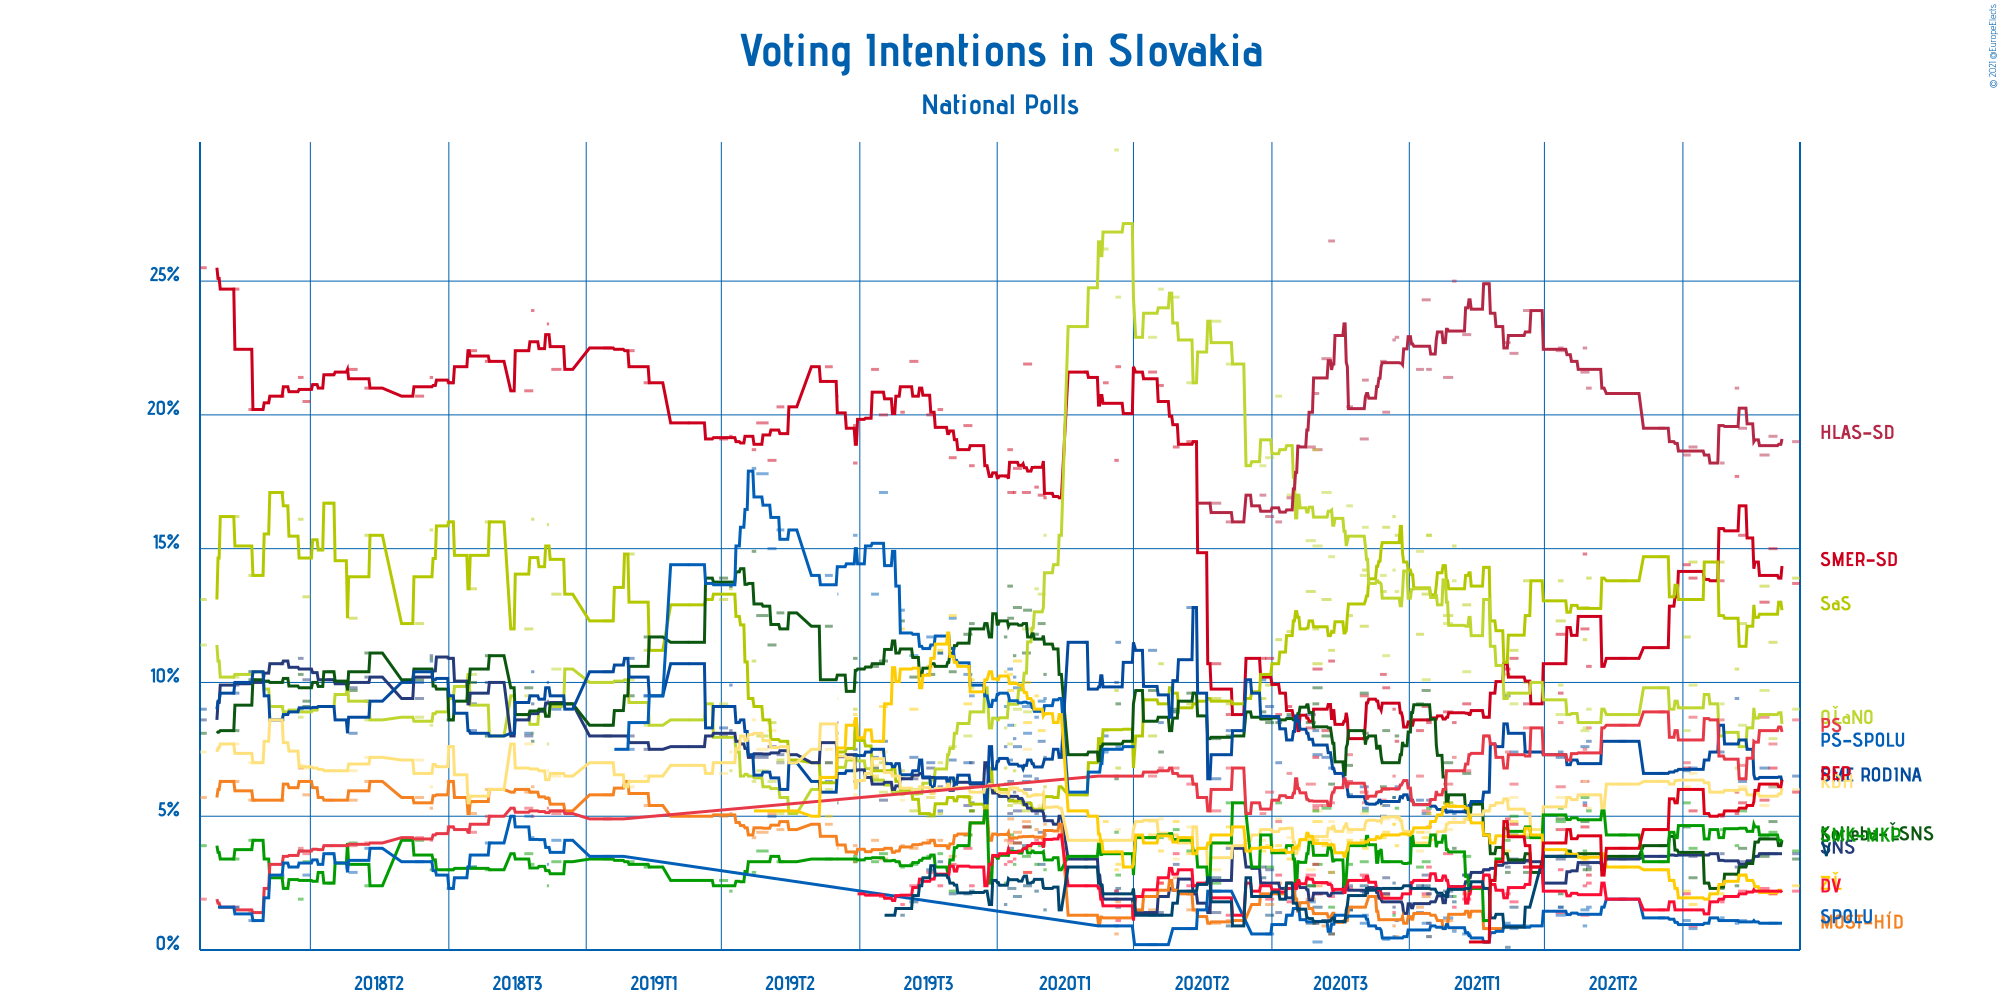 © 2021 @EuropeElects
Voting Intentions in Slovakia
National Polls
25%
20%
15%
10%
5%
0%
HLAS-SD
SMER-SD
SaS
OĽaNO
PS
PS-SPOLU
SME RODINA
SNS
DV
SPOLU
MOST-HÍD
2018T2
2018T3
2019T1
2019T2
2019T3
2020T1
2020T2
2020T3
2021T1
2021T2